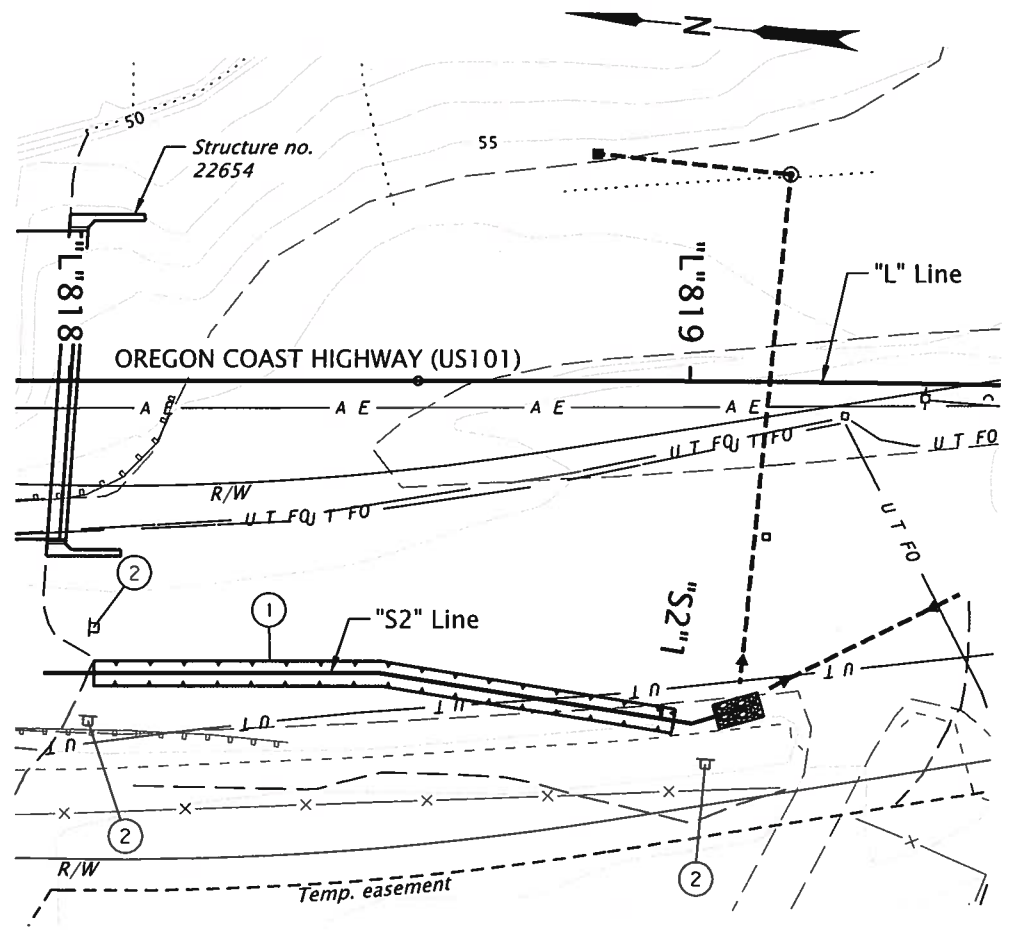 N
50
Structure no.
22654
55
"L"818
"L"819
"L" Line
OREGON COAST HIGHWAY (US101)
A E
A E
A E
A E
R/W
U T FO
U T FO
U T FO
U T FO
U T FO
U T FO
2
1
"S2" Line
"S2"1
U T
U T
U T
U T
U T
2
2
R/W
Temp. easement